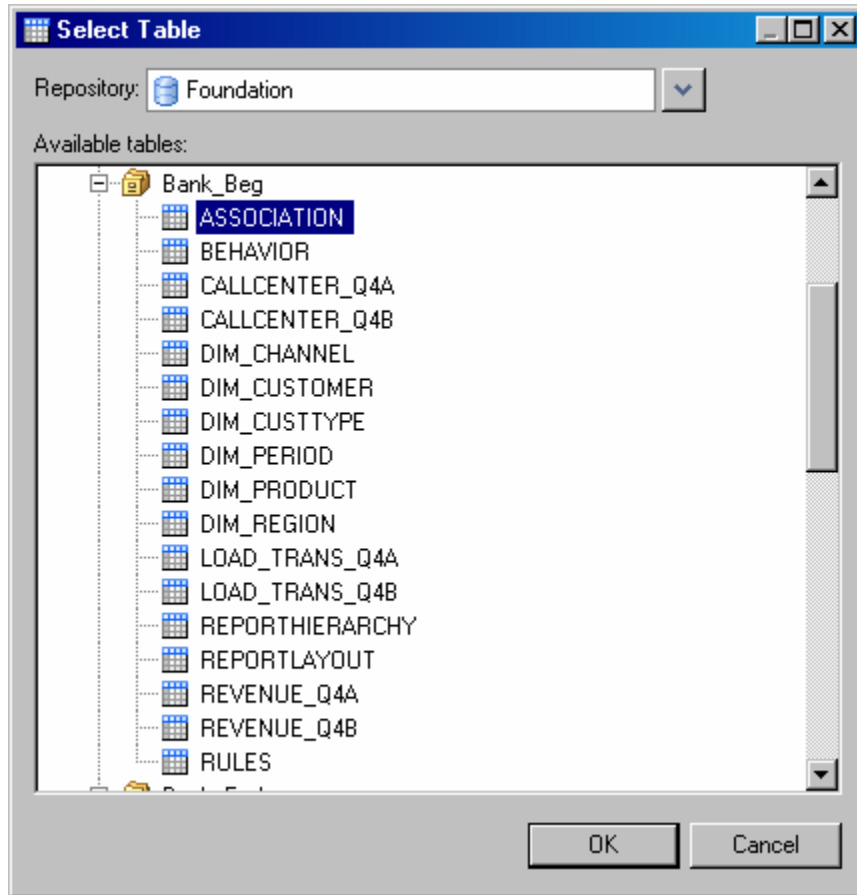 Select Table
Repository: Foundation
Available tables:
Bank_Beg
ASSOCIATION
BEHAVIOR
CALLCENTER_Q4A
CALLCENTER_Q4B
DIM_CHANNEL
DIM_CUSTOMER
DIM_CUSTTYPE
DIM_PERIOD
DIM_PRODUCT
DIM_REGION
LOAD_TRANS_Q4A
LOAD_TRANS_Q4B
REPORTHIERARCHY
REPORTLAYOUT
REVENUE_Q4A
REVENUE_Q4B
RULES
OK Cancel